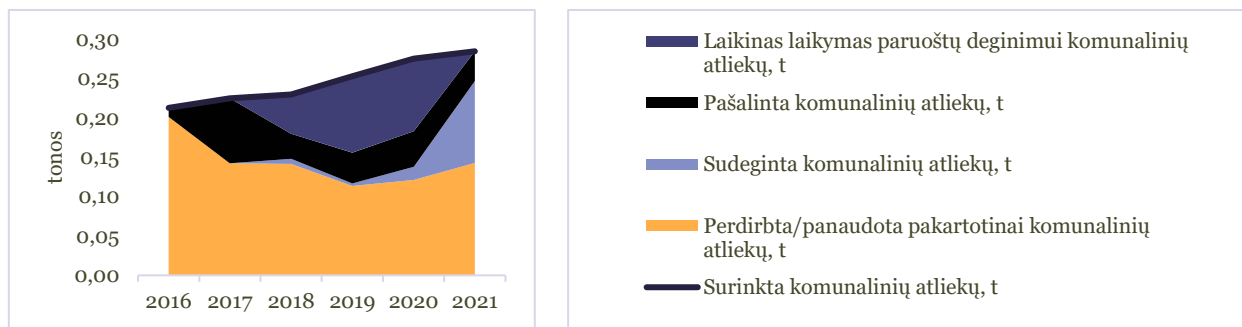 0,30
0,25
0,20
0,15
0,10
0,05
0,00
tonos
2016 2017 2018 2019 2020 2021
Laikinas laikymas paruoštų deginimui komunalinių
atliekų, t
Pašalinta komunalinių atliekų, t
Sudeginta komunalinių atliekų, t
Perdirbta/panaudota pakartotinai komunalinių
atliekų, t
Surinkta komunalinių atliekų, t